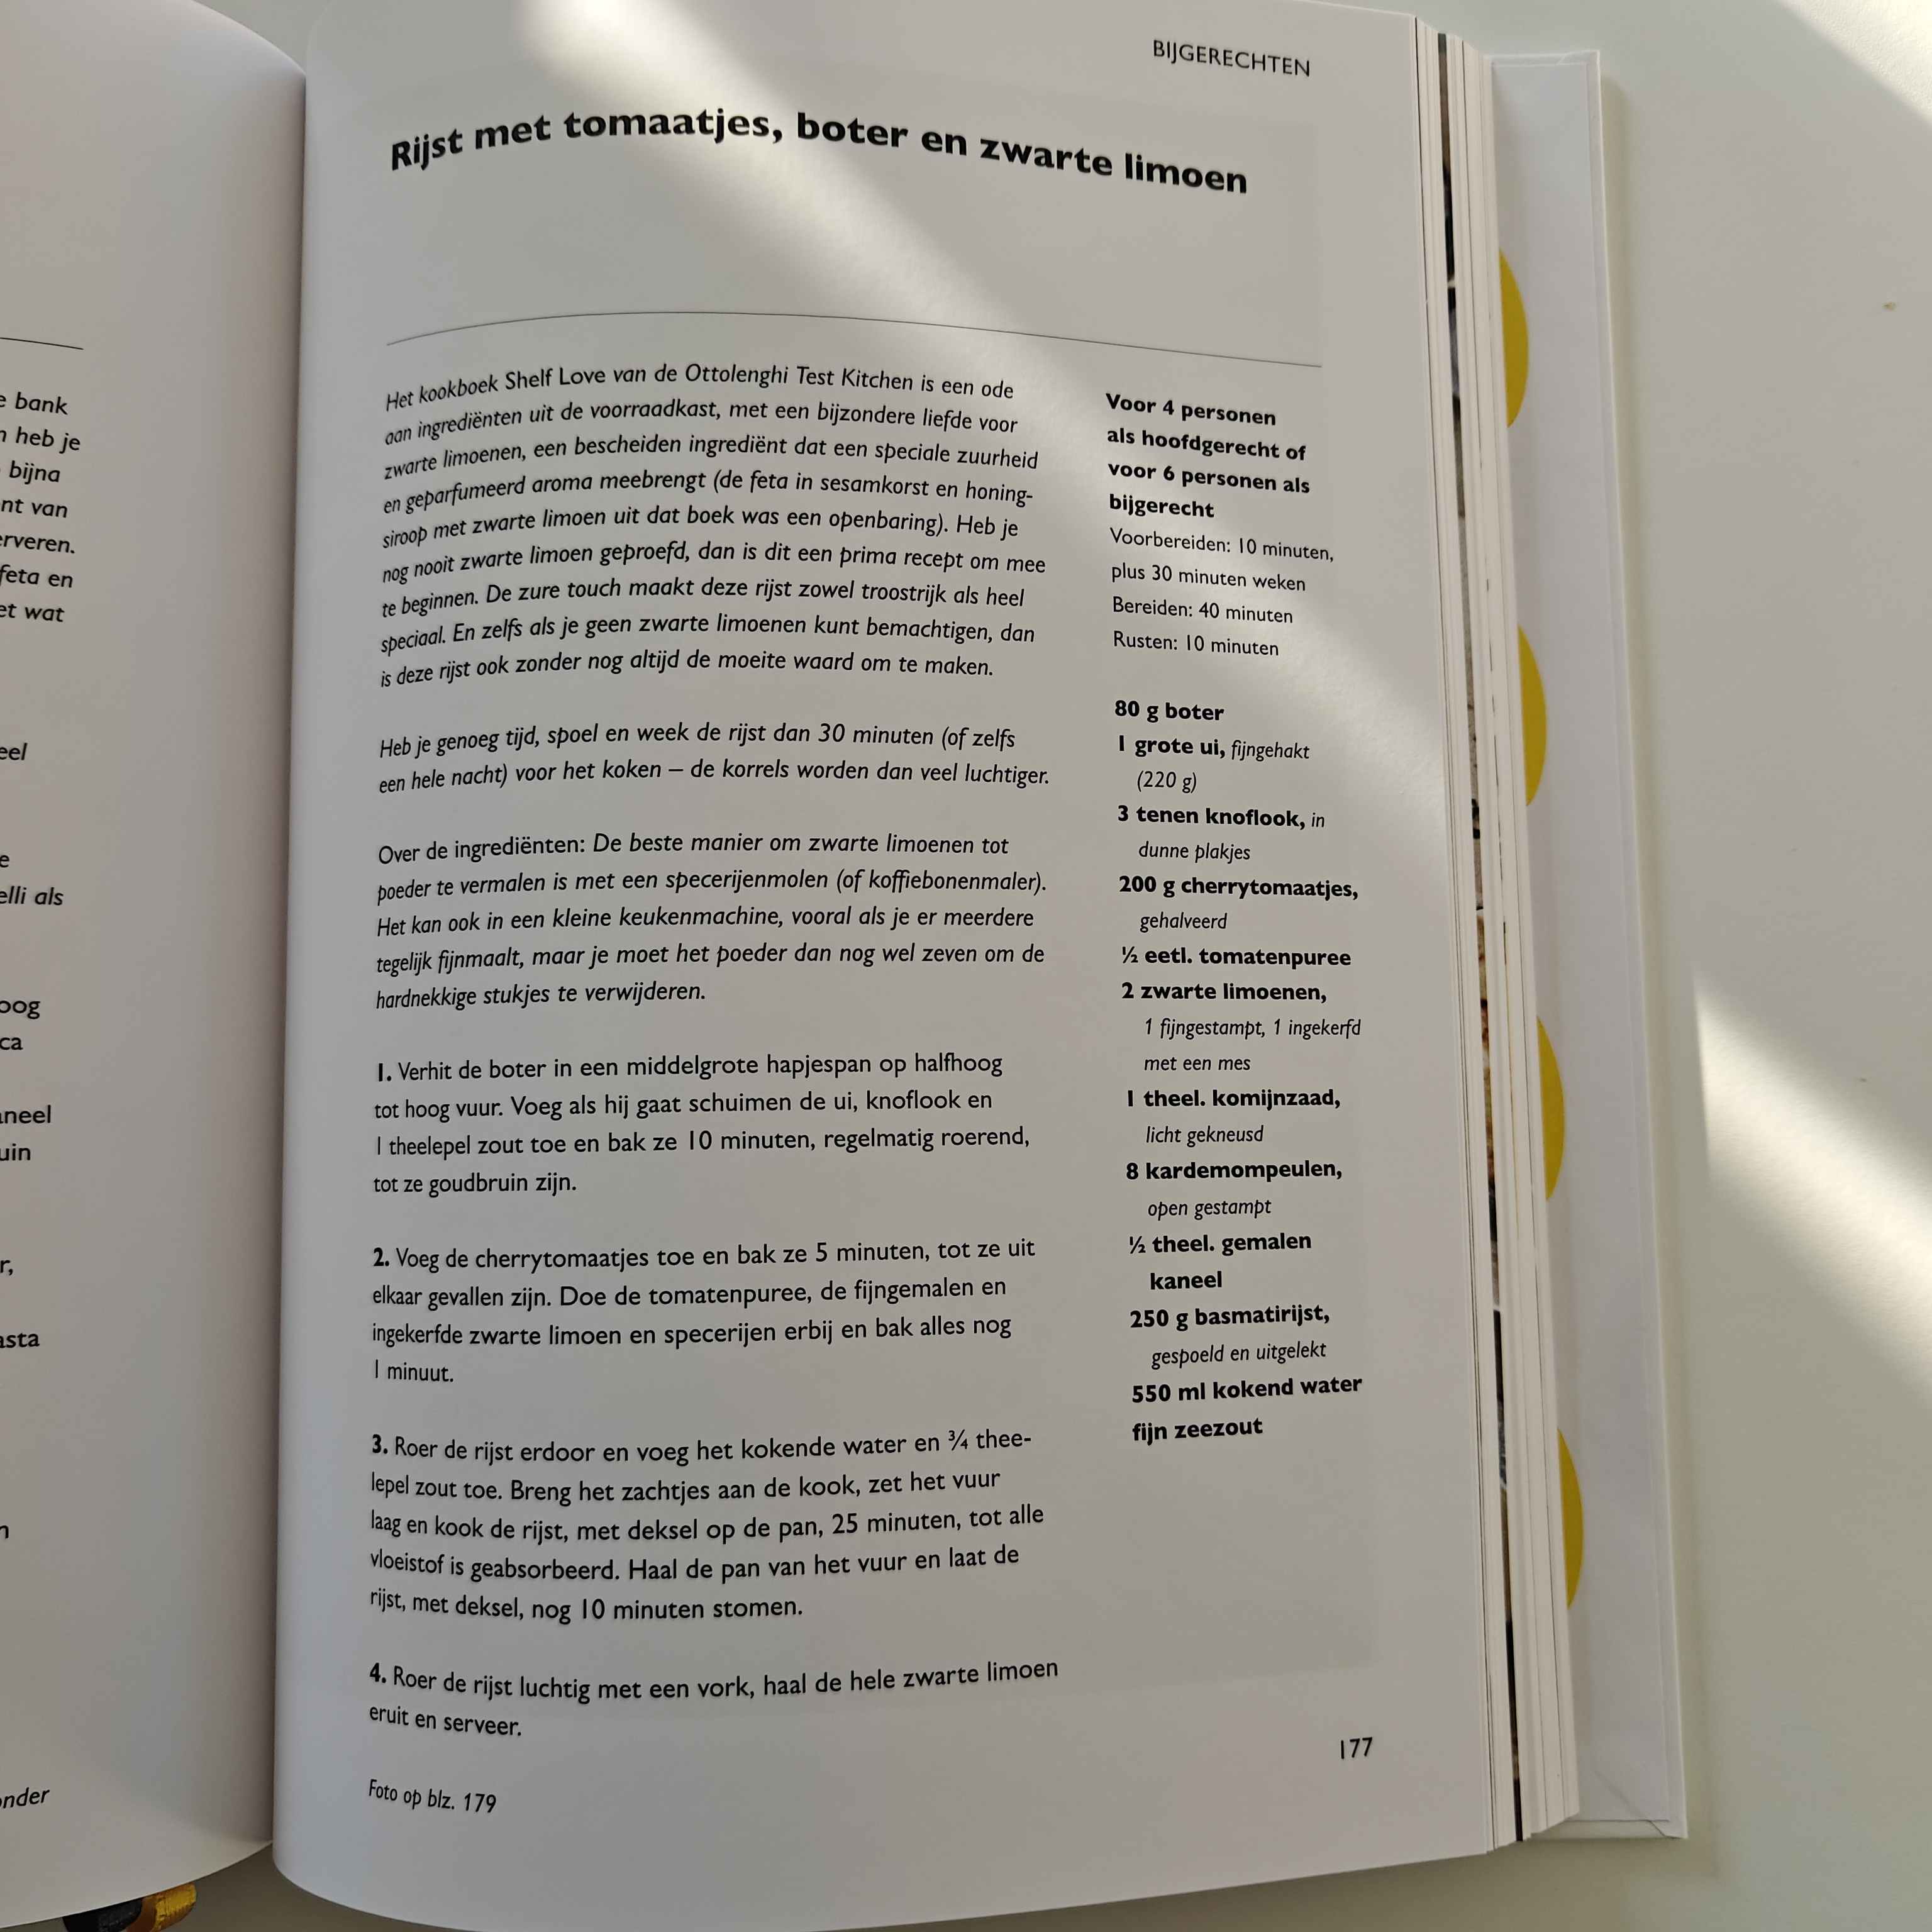 e bank
heb je
bijna
nt van
erveren.
feta en
et wat
eel
e
elli als
oog
ca
aneel
uin
r,
asta
n
onder
BIJGERECHTEN
Rijst met tomaatjes, boter en zwarte limoen
Het kookboek Shelf Love van de Ottolenghi Test Kitchen is een ode
aan ingrediënten uit de voorraadkast, met een bijzondere liefde voor
zwarte limoenen, een bescheiden ingrediënt dat een speciale zuurheid
en geparfumeerd aroma meebrengt (de feta in sesamkorst en honing-
siroop met zwarte limoen uit dat boek was een openbaring). Heb je
nog nooit zwarte limoen geproefd, dan is dit een prima recept om mee
te beginnen. De zure touch maakt deze rijst zowel troostrijk als heel
speciaal. En zelfs als je geen zwarte limoenen kunt bemachtigen, dan
is deze rijst ook zonder nog altijd de moeite waard om te maken.
Heb je genoeg tijd, spoel en week de rijst dan 30 minuten (of zelfs
een hele nacht) voor het koken – de korrels worden dan veel luchtiger.
Over de ingrediënten: De beste manier om zwarte limoenen tot
poeder te vermalen is met een specerijenmolen (of koffiebonenmaler).
Het kan ook in een kleine keukenmachine, vooral als je er meerdere
tegelijk fijnmaalt, maar je moet het poeder dan nog wel zeven om de
hardnekkige stukjes te verwijderen.
1. Verhit de boter in een middelgrote hapjespan op halfhoog
tot hoog vuur. Voeg als hij gaat schuimen de ui, knoflook en
1 theelepel zout toe en bak ze 10 minuten, regelmatig roerend,
tot ze goudbruin zijn.
2. Voeg de cherrytomaatjes toe en bak ze 5 minuten, tot ze uit
elkaar gevallen zijn. Doe de tomatenpuree, de fijngemalen en
ingekerfde zwarte limoen en specerijen erbij en bak alles nog
1 minuut.
3. Roer de rijst erdoor en voeg het kokende water en ¾ thee-
lepel zout toe. Breng het zachtjes aan de kook, zet het vuur
laag en kook de rijst, met deksel op de pan, 25 minuten, tot alle
vloeistof is geabsorbeerd. Haal de pan van het vuur en laat de
rijst, met deksel, nog 10 minuten stomen.
4. Roer de rijst luchtig met een vork, haal de hele zwarte limoen
eruit en serveer.
Foto op blz. 179
Voor 4 personen
als hoofdgerecht of
voor 6 personen als
bijgerecht
Voorbereiden: 10 minuten,
plus 30 minuten weken
Bereiden: 40 minuten
Rusten: 10 minuten
80 g boter
1 grote ui, fijngehakt
(220 g)
3 tenen knoflook, in
dunne plakjes
200 g cherrytomaatjes,
gehalveerd
½ eetl. tomatenpuree
2 zwarte limoenen,
1 fijngestampt, 1 ingekerfd
met een mes
1 theel. komijnzaad,
licht gekneusd
8 kardemompeulen,
open gestampt
½ theel. gemalen
kaneel
250 g basmatirijst,
gespoeld en uitgelekt
550 ml kokend water
fijn zeezout
177